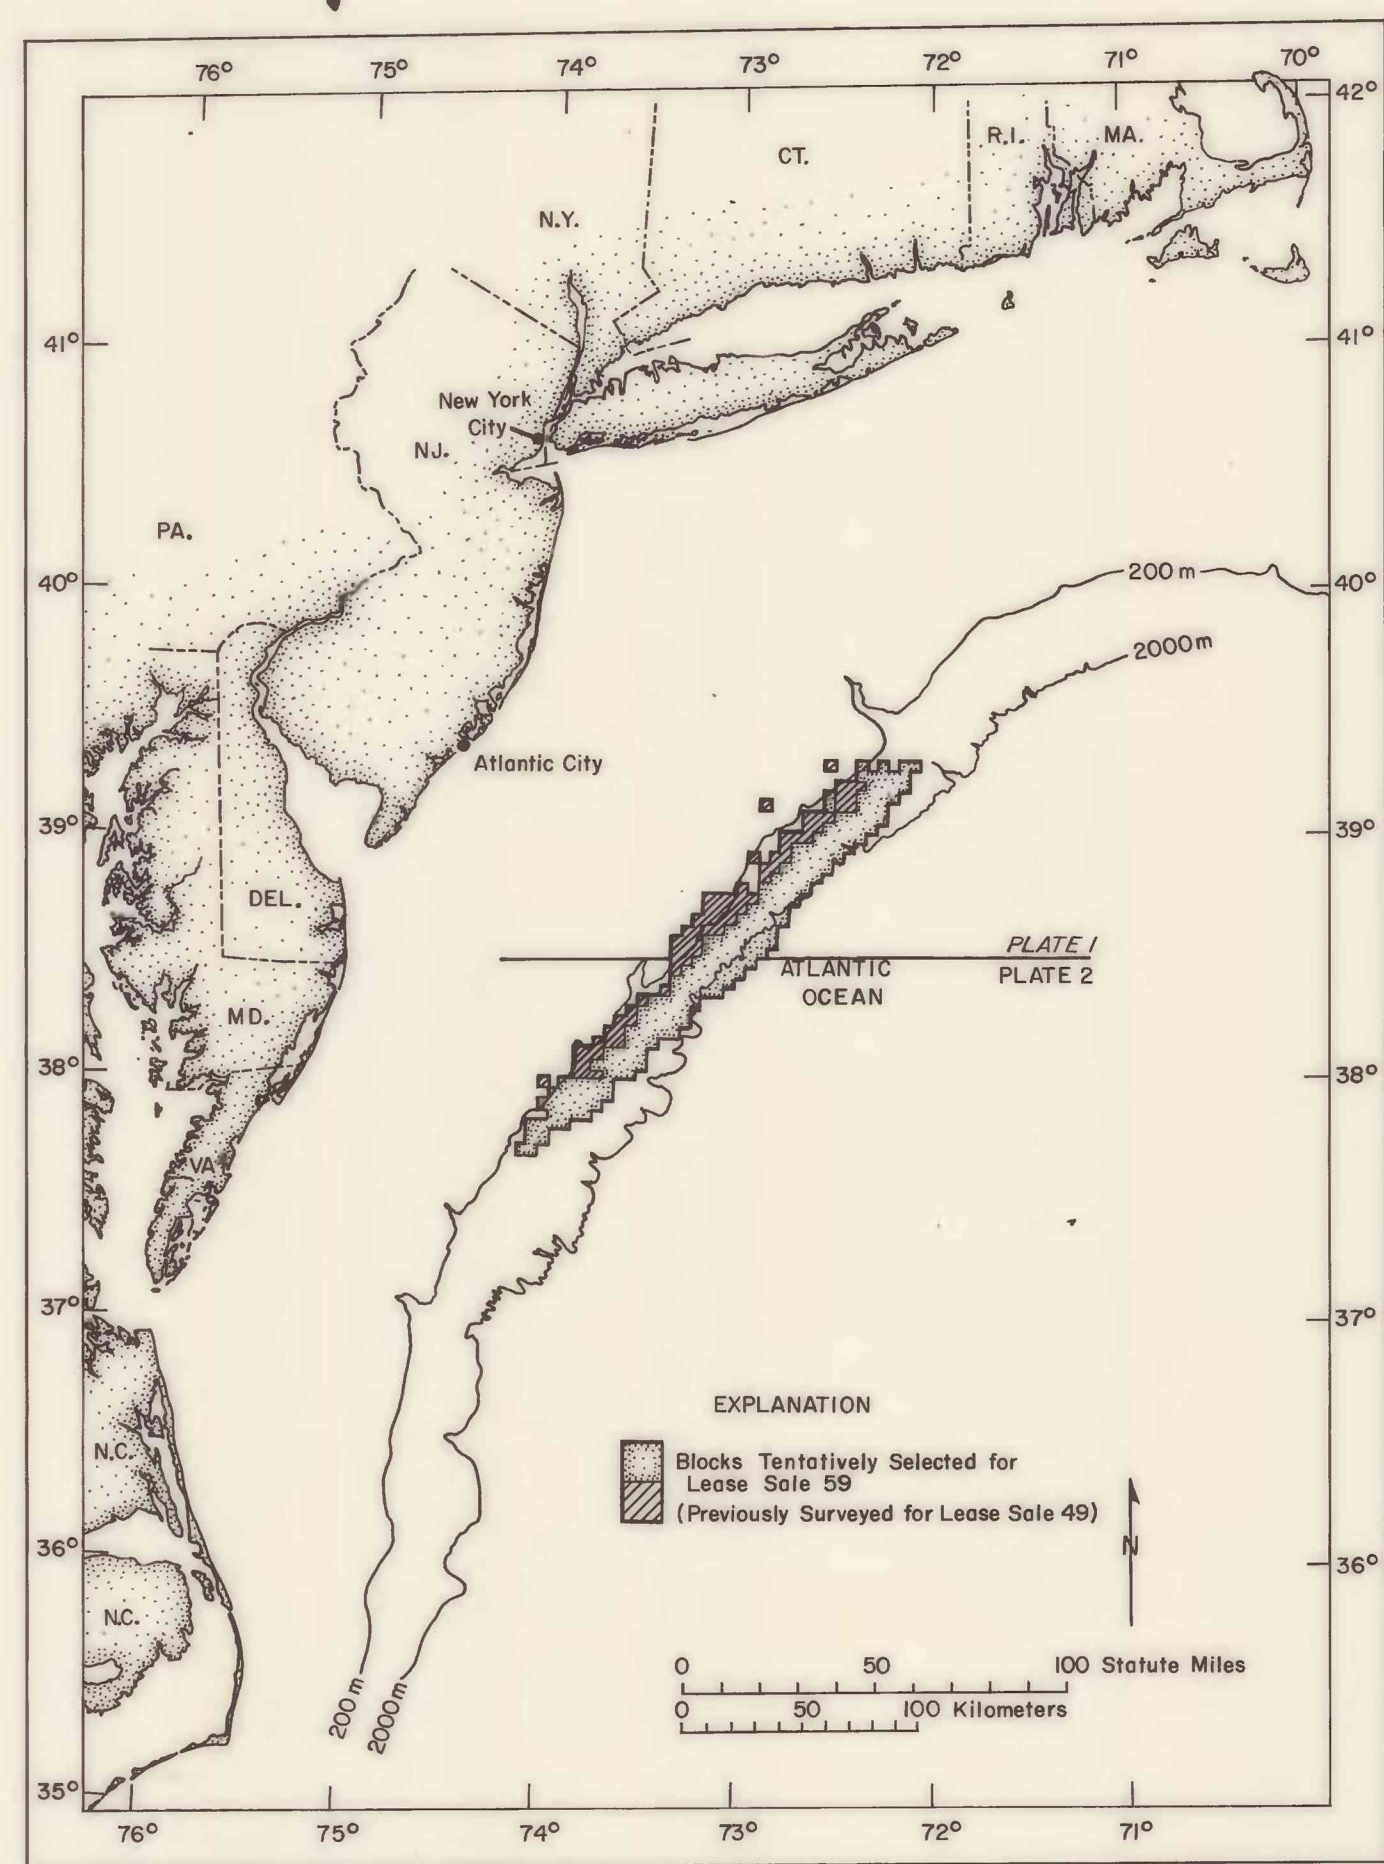 76° 75° 74° 73° 72° 71° 70°
42°
R.I. MA.
CT.
N.Y.
41° 41°
New York
City
N.J.
PA.
40° 200 m 40°
2000m
Atlantic City
39° 39°
DEL.
PLATE 1
ATLANTIC PLATE 2
OCEAN
MD.
38° 38°
VA
37° 37°
EXPLANATION
N.C. Blocks Tentatively Selected for
Lease Sale 59
(Previously Surveyed for Lease Sale 49)
36° N 36°
N.C.
0 50 100 Statute Miles
200m 2000m 0 50 100 Kilometers
35°
76° 75° 74° 73° 72° 71°